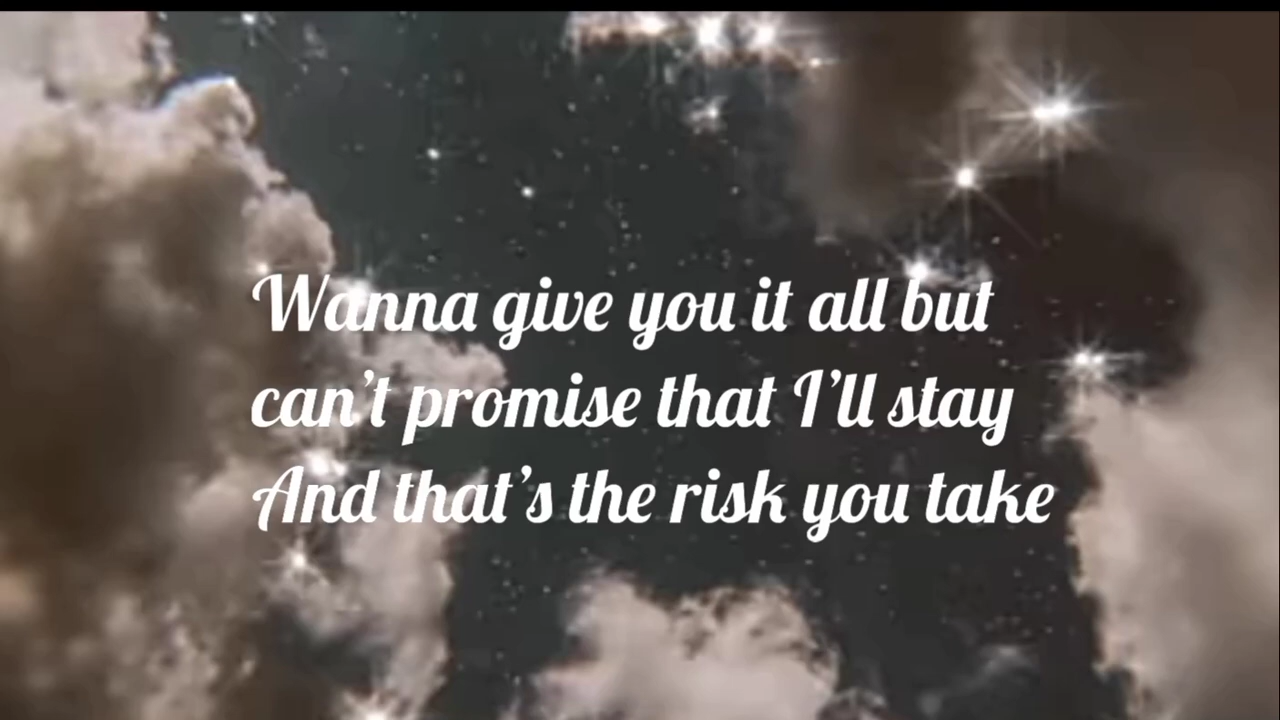 Wanna give you it all but
can't promise that I'll stay
And that's the risk you take